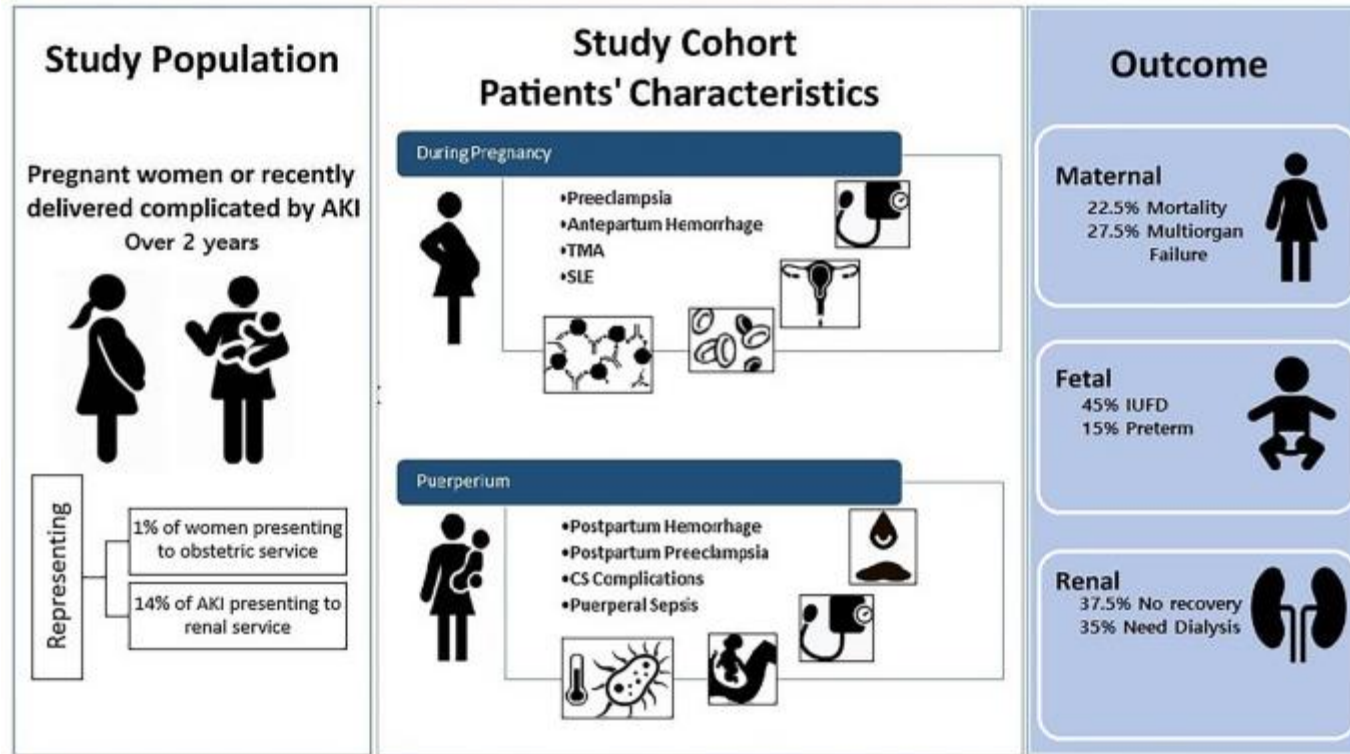 Study Population
Pregnant women or recently
delivered complicated by AKI
Over 2 years
Representing
1% of women presenting
to obstetric service
14% of AKI presenting to
renal service
Study Cohort
Patients' Characteristics
During Pregnancy
•Preeclampsia
•Antepartum Hemorrhage
•TMA
•SLE
Puerperium
•Postpartum Hemorrhage
•Postpartum Preeclampsia
•CS Complications
•Puerperal Sepsis
Outcome
Maternal
22.5% Mortality
27.5% Multiorgan
Failure
Fetal
45% IUFD
15% Preterm
Renal
37.5% No recovery
35% Need Dialysis